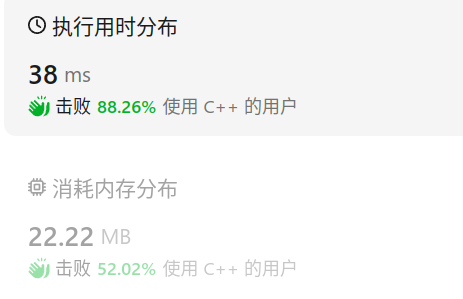 执行用时分布
38 ms
击败 88.26% 使用 C++ 的用户
消耗内存分布
22.22 MB
击败 52.02% 使用 C++ 的用户